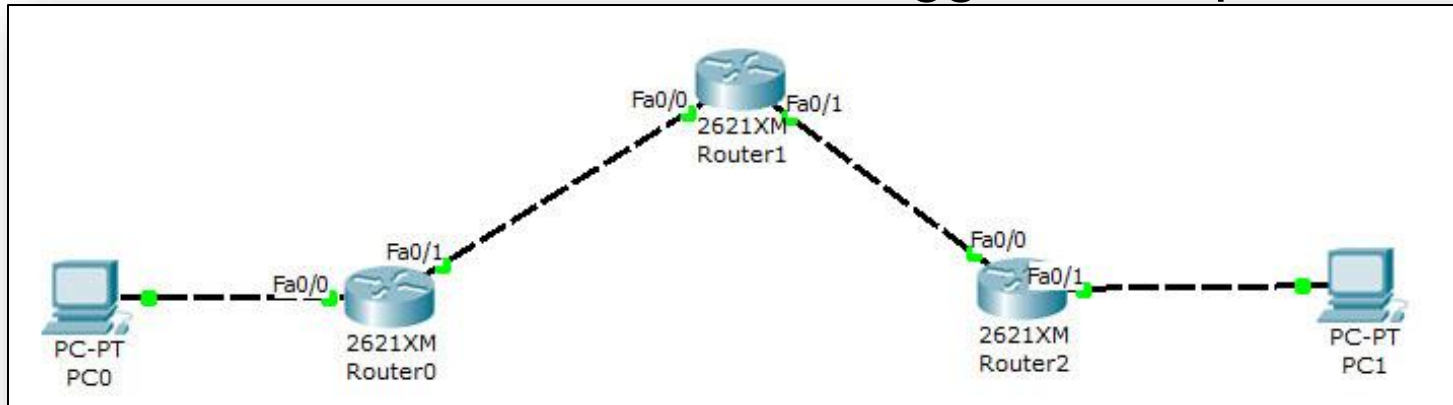 Fa0/0
Fa0/1
2621XM
Router1
Fa0/1
Fa0/0
Fa0/0
Fa0/1
PC-PT
PC0
2621XM
Router0
2621XM
Router2
PC-PT
PC1